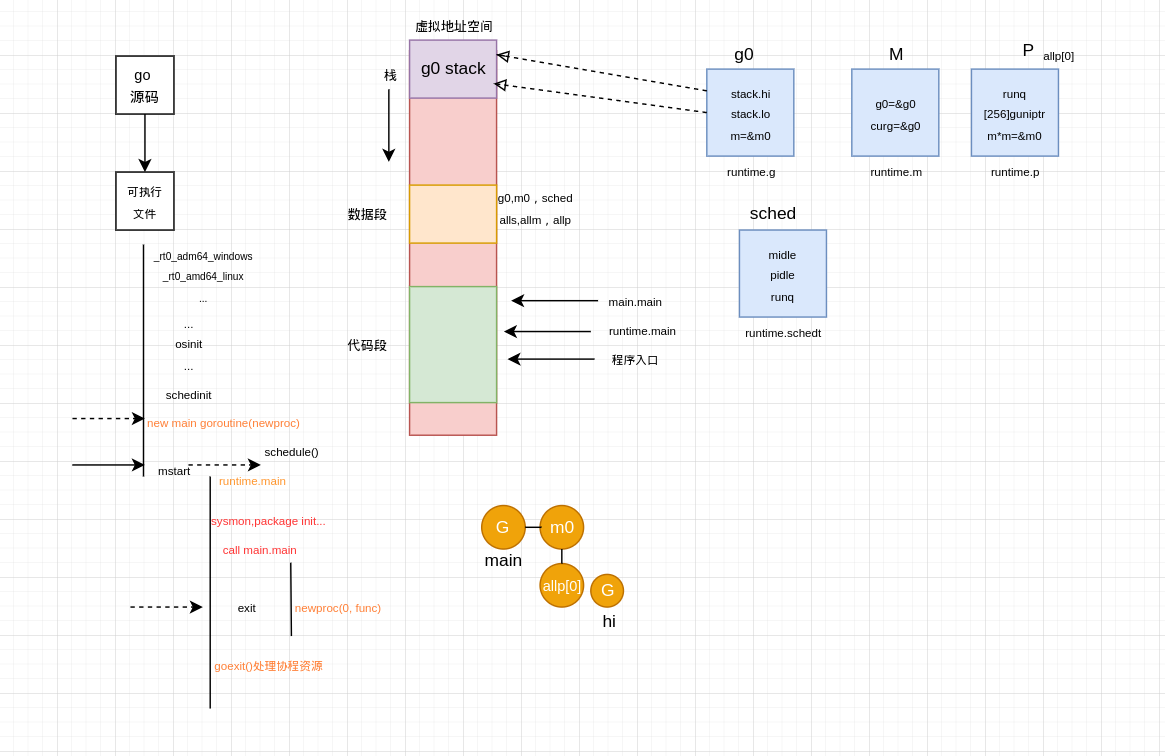 go
源码
可执行
文件
_rt0_adm64_windows
_rt0_amd64_linux
...
...
osinit
...
schedinit
new main goroutine(newproc)
mstart
schedule()
runtime.main
sysmon,package init...
call main.main
exit
newproc(0, func)
goexit()处理协程资源
虚拟地址空间
g0 stack
栈
数据段
g0,m0，sched
alls,allm，allp
代码段
main.main
runtime.main
程序入口
g0
stack.hi
stack.lo
m=&m0
runtime.g
M
g0=&g0
curg=&g0
runtime.m
P
allp[0]
runq
[256]guniptr
m*m=&m0
runtime.p
sched
midle
pidle
runq
runtime.schedt
G
m0
main
allp[0]
G
hi